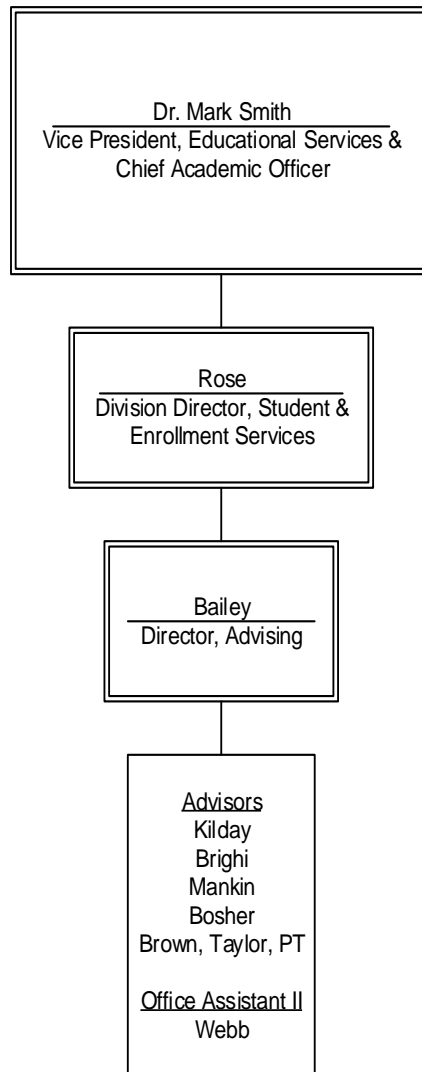 Dr. Mark Smith
Vice President, Educational Services &
Chief Academic Officer
Rose
Division Director, Student &
Enrollment Services
Bailey
Director, Advising
Advisors
Kilday
Brighi
Mankin
Bosher
Brown, Taylor, PT
Office Assistant II
Webb